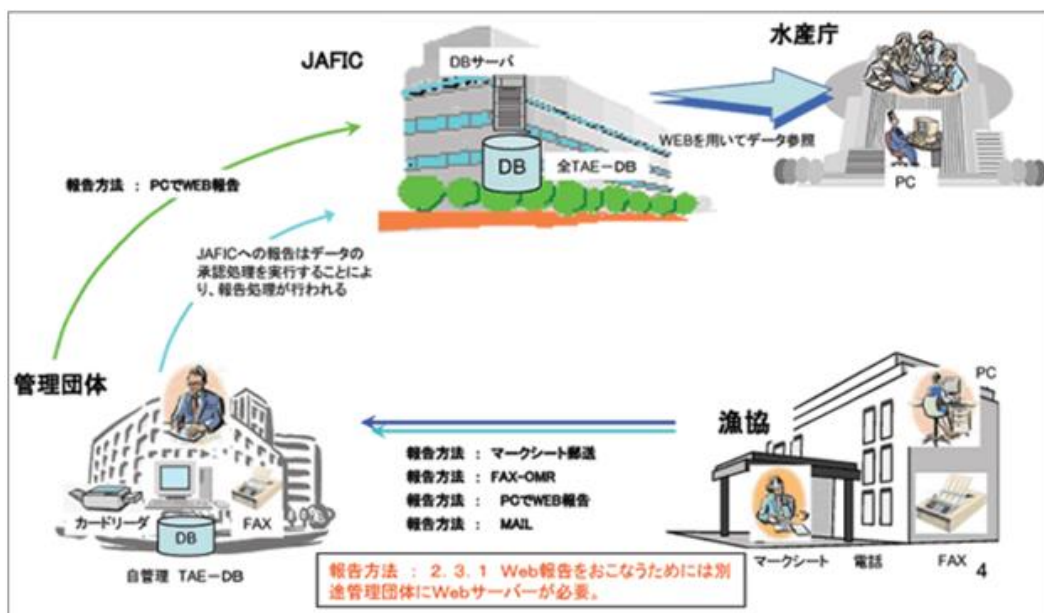 JAFIC
DBサーバ
DB
全TAE-DB
水産庁
WEBを用いてデータ参照
PC
報告方法 : PCでWEB報告
JAFICへの報告はデータの
承認処理を実行することによ
り、報告処理が行われる
管理団体
カードリーダ
FAX
DB
自管理 TAE-DB
報告方法 : マークシート郵送
報告方法 : FAX-OMR
報告方法 : PCでWEB報告
報告方法 : MAIL
漁協
PC
マークシート
電話
FAX
4
報告方法 : 2.3.1 Web報告をおこなうためには別
途管理団体にWebサーバーが必要。